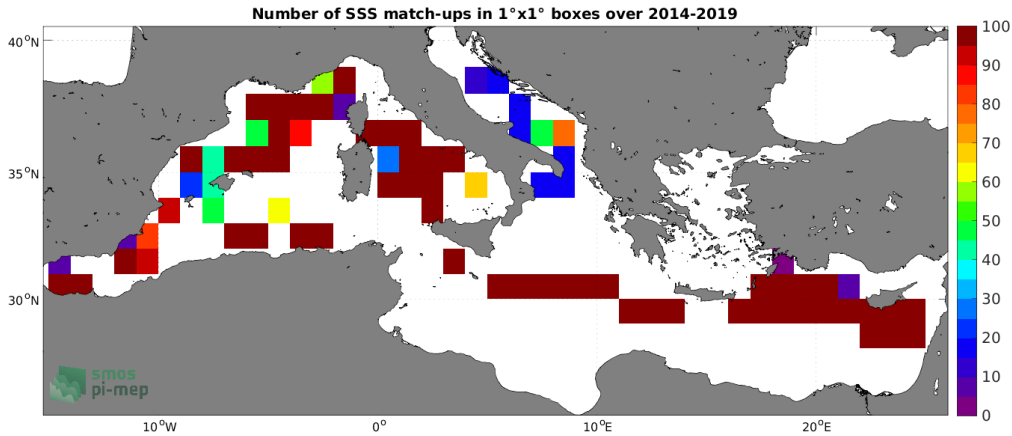 Number of SSS match-ups in 1°x1° boxes over 2014-2019
40°N
35°N
30°N
10°W
0°
10°E
20°E
100
90
80
70
60
50
40
30
20
10
0
smos
pi-mep